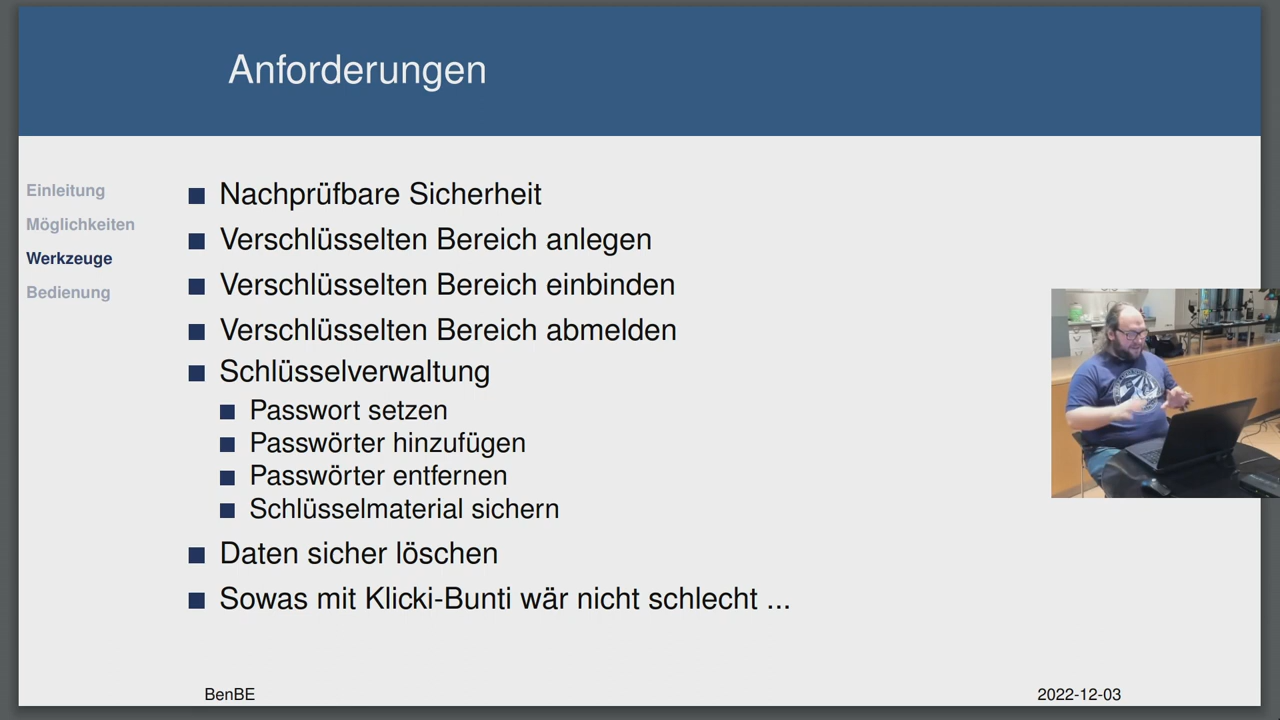 Anforderungen
Einleitung
Möglichkeiten
Werkzeuge
Bedienung
Nachprüfbare Sicherheit
Verschlüsselten Bereich anlegen
Verschlüsselten Bereich einbinden
Verschlüsselten Bereich abmelden
Schlüsselverwaltung
Passwort setzen
Passwörter hinzufügen
Passwörter entfernen
Schlüsselmaterial sichern
Daten sicher löschen
Sowas mit Klicki-Bunti wär nicht schlecht ...
BenBE
2022-12-03